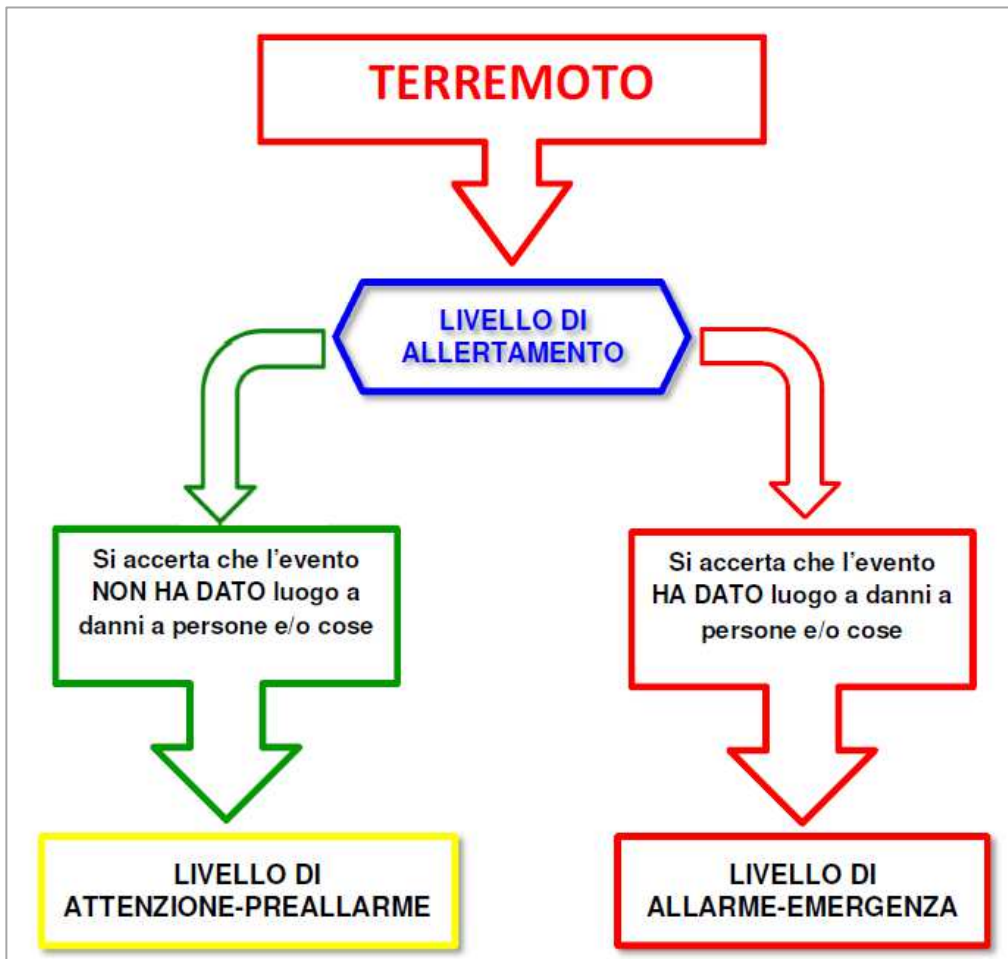 TERREMOTO
LIVELLO DI
ALLERTAMENTO
Si accerta che l'evento
NON HA DATO luogo a
danni a persone e/o cose
Si accerta che l'evento
HA DATO luogo a danni a
persone e/o cose
LIVELLO DI
ATTENZIONE-PREALLARME
LIVELLO DI
ALLARME-EMERGENZA